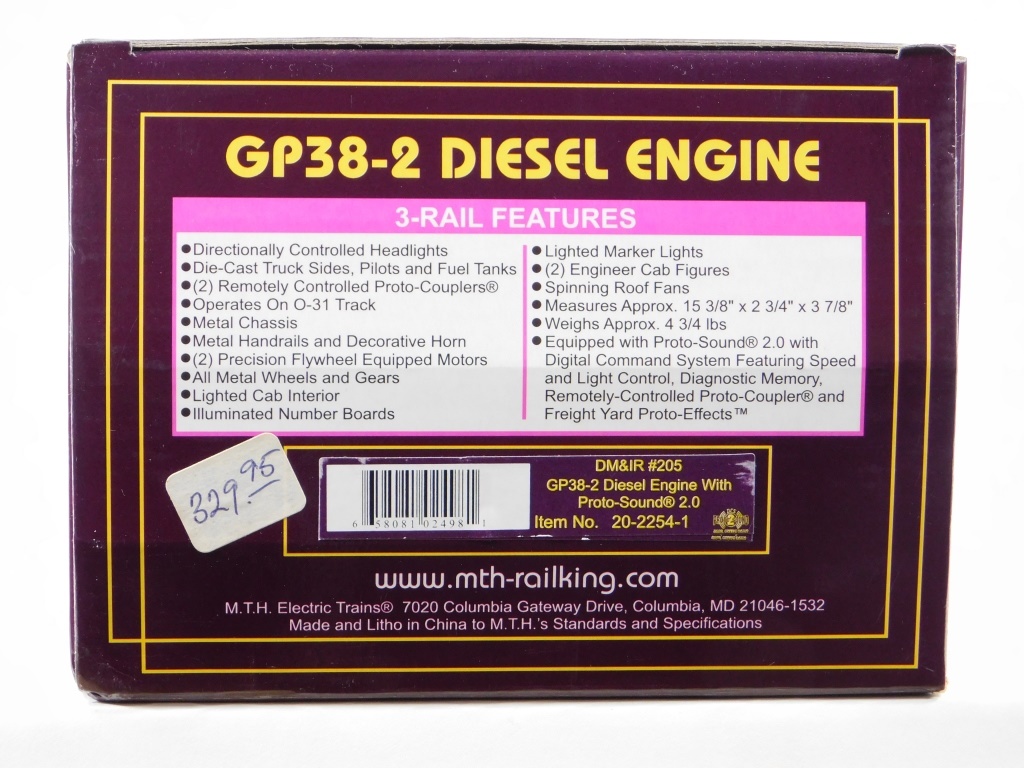 GP38-2 DIESEL ENGINE
3-RAIL FEATURES
●Directionally Controlled Headlights
●Die-Cast Truck Sides, Pilots and Fuel Tanks
●(2) Remotely Controlled Proto-Couplers®
●Operates On O-31 Track
●Metal Chassis
●Metal Handrails and Decorative Horn
●(2) Precision Flywheel Equipped Motors
●All Metal Wheels and Gears
●Lighted Cab Interior
●Illuminated Number Boards
●Lighted Marker Lights
●(2) Engineer Cab Figures
●Spinning Roof Fans
●Measures Approx. 15 3/8" x 2 3/4" x 3 7/8"
●Weighs Approx. 4 3/4 lbs
●Equipped with Proto-Sound® 2.0 with
Digital Command System Featuring Speed
and Light Control, Diagnostic Memory,
Remotely-Controlled Proto-Coupler® and
Freight Yard Proto-Effects™
329.95
6 58081 02498 1
DM&IR #205
GP38-2 Diesel Engine With
Proto-Sound® 2.0
Item No. 20-2254-1
www.mth-railking.com
M.T.H. Electric Trains® 7020 Columbia Gateway Drive, Columbia, MD 21046-1532
Made and Litho in China to M.T.H.'s Standards and Specifications